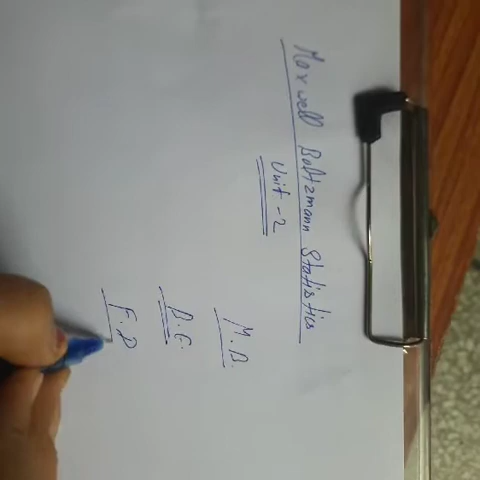 Maxwell Boltzmann Statistics
Unit - 2
M.B.
B.E.
F.D